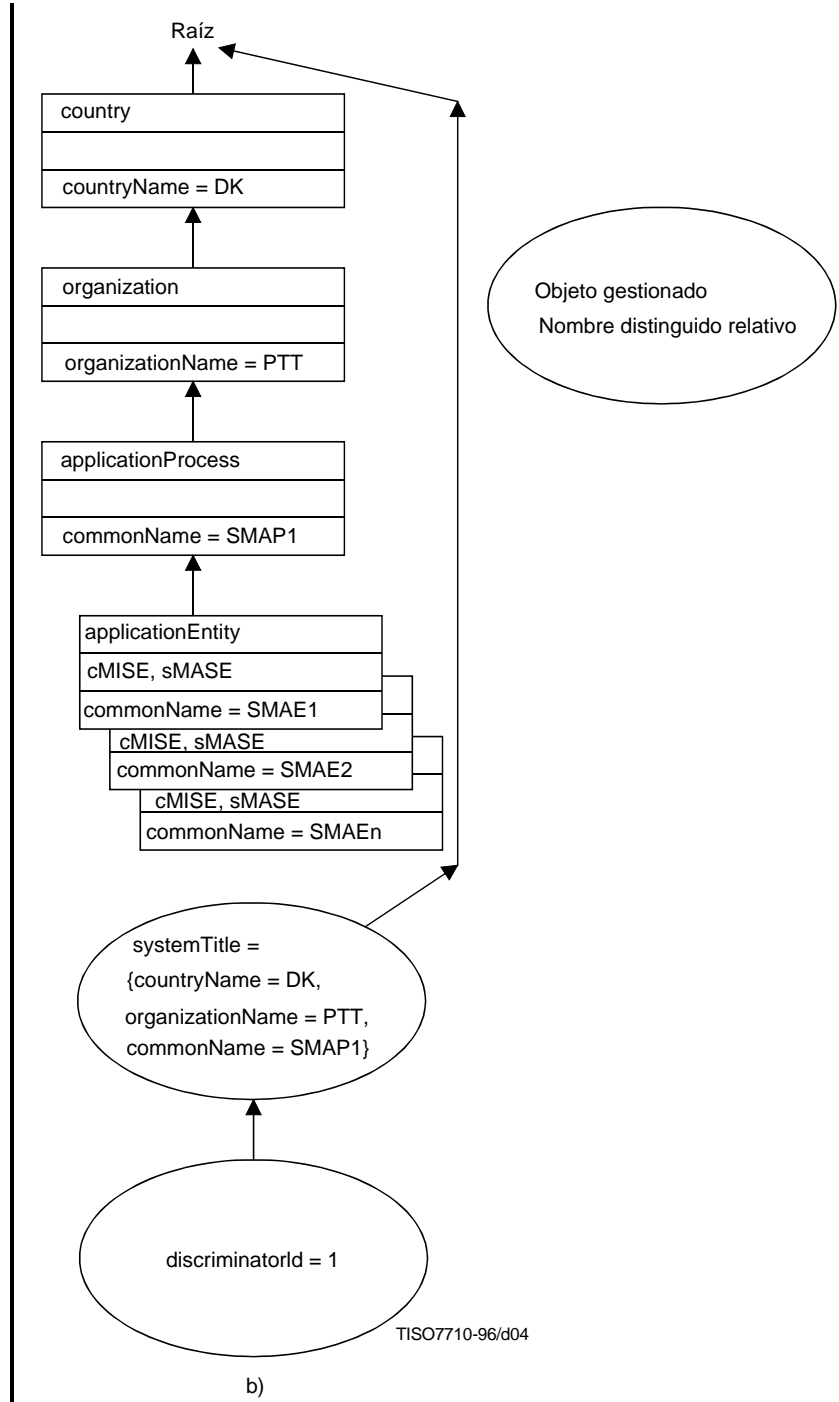 Raíz
country
countryName = DK
organization
organizationName = PTT
Objeto gestionado
Nombre distinguido relativo
applicationProcess
commonName = SMAP1
applicationEntity
cMISE, sMASE
commonName = SMAE1
cMISE, sMASE
commonName = SMAE2
cMISE, sMASE
commonName = SMAEn
systemTitle =
{countryName = DK,
organizationName = PTT,
commonName = SMAP1}
discriminatorId = 1
TISO7710-96/d04
b)